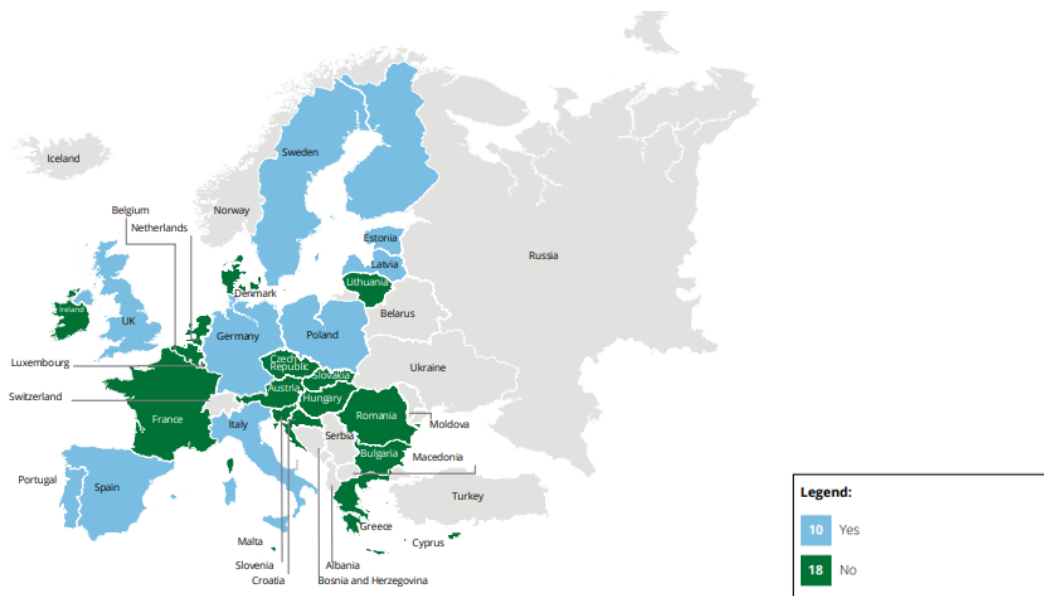 Iceland
Sweden
Norway
Belgium
Netherlands
Estonia
Latvia
Lithuania
Russia
Denmark
Belarus
Ireland
UK
Germany
Poland
Luxembourg
Czech
Republic
Slovakia
Ukraine
Switzerland
Austria
Hungary
France
Italy
Romania
Moldova
Serbia
Bulgaria
Macedonia
Portugal
Spain
Turkey
Greece
Malta
Cyprus
Slovenia
Albania
Croatia
Bosnia and Herzegovina
Legend:
10 Yes
18 No